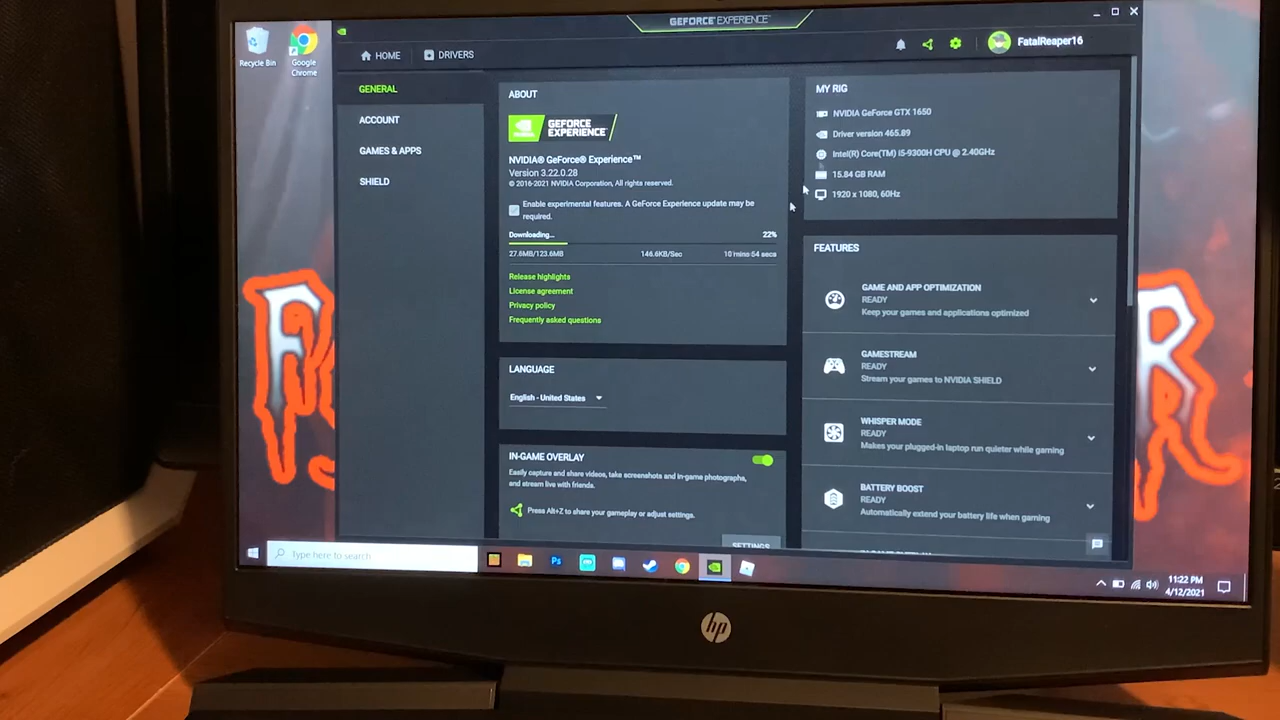 GEFORCE EXPERIENCE
Recycle Bin
Google
Chrome
HOME
DRIVERS
FatalReaper16
GENERAL
ACCOUNT
GAMES & APPS
SHIELD
ABOUT
GEFORCE
EXPERIENCE
NVIDIA® GeForce® Experience™
Version 3.22.0.28
© 2016-2021 NVIDIA Corporation, All rights reserved.
Enable experimental features. A GeForce Experience update may be
required.
Downloading...
22%
27.6MB/123.6MB
146.6KB/Sec
10 mins 54 secs
Release highlights
License agreement
Privacy policy
Frequently asked questions
LANGUAGE
English - United States
IN-GAME OVERLAY
Easily capture and share videos, take screenshots and in-game photographs,
and stream live with friends.
Press Alt+Z to share your gameplay or adjust settings.
SETTINGS
MY RIG
NVIDIA GeForce GTX 1650
Driver version 465.89
Intel(R) Core(TM) i5-9300H CPU @ 2.40GHz
15.84 GB RAM
1920 x 1080, 60Hz
FEATURES
GAME AND APP OPTIMIZATION
READY
Keep your games and applications optimized
GAMESTREAM
READY
Stream your games to NVIDIA SHIELD
WHISPER MODE
READY
Makes your plugged-in laptop run quieter while gaming
BATTERY BOOST
READY
Automatically extend your battery life when gaming
F
R
Type here to search
Ps
11:22 PM
4/12/2021
hp